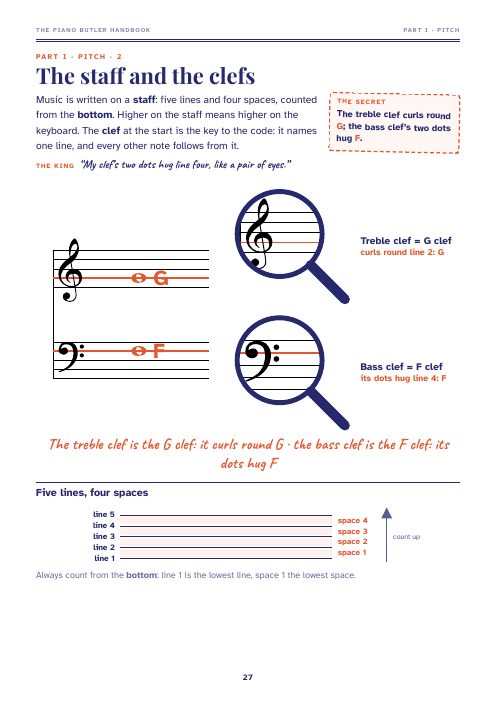 THE PIANO BUTLER HANDBOOK
PART I · PITCH
PART I · PITCH · 2
The staff and the clefs
Music is written on a staff: five lines and four spaces, counted
from the bottom. Higher on the staff means higher on the
keyboard. The clef at the start is the key to the code: it names
one line, and every other note follows from it.
THE SECRET
The treble clef curls round
G; the bass clef's two dots
hug F.
THE KING "My clef's two dots hug line four, like a pair of eyes."
G
F
Treble clef = G clef
curls round line 2: G
Bass clef = F clef
its dots hug line 4: F
The treble clef is the G clef: it curls round G · the bass clef is the F clef: its
dots hug F
Five lines, four spaces
line 5
line 4
line 3
line 2
line 1
space 4
space 3
space 2
space 1
count up
Always count from the bottom: line 1 is the lowest line, space 1 the lowest space.
27